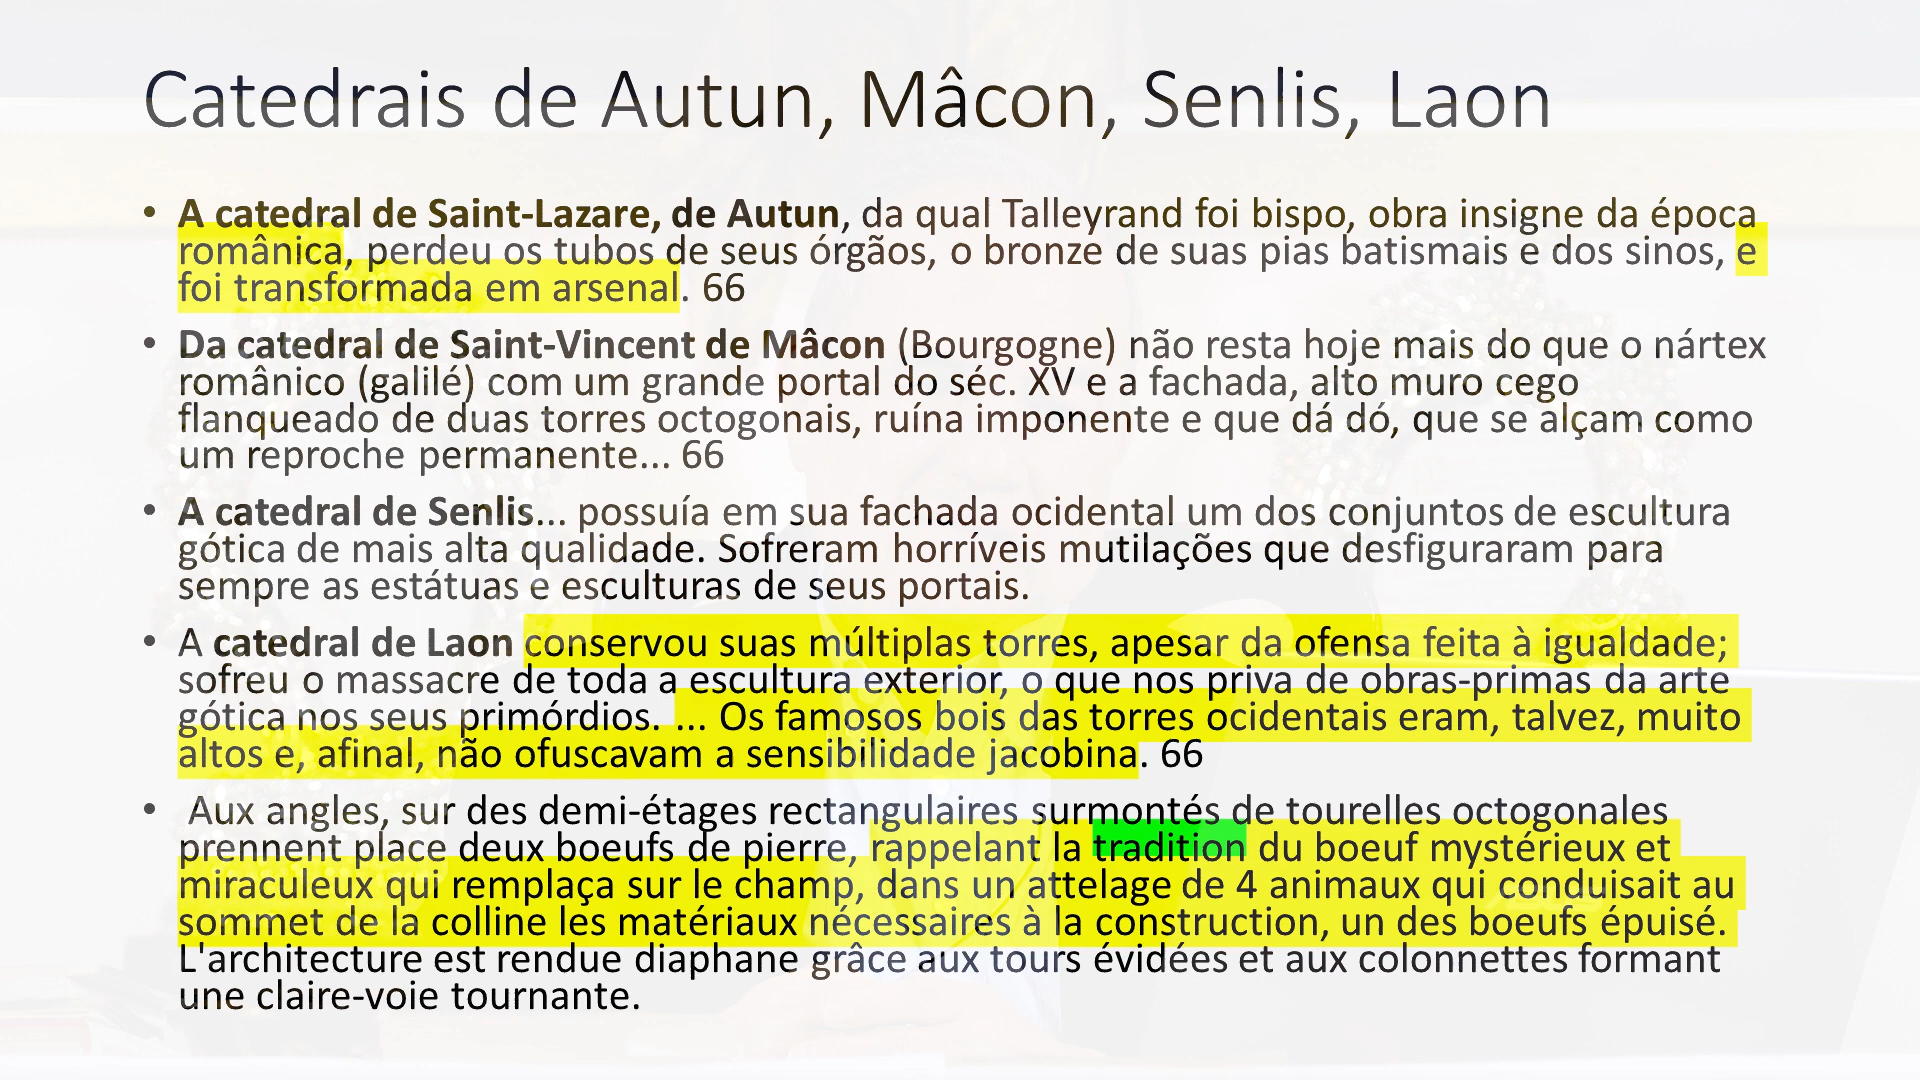 Catedrais de Autun, Mâcon, Senlis, Laon
• A catedral de Saint-Lazare, de Autun, da qual Talleyrand foi bispo, obra insigne da época
românica, perdeu os tubos de seus órgãos, o bronze de suas pias batismais e dos sinos, e
foi transformada em arsenal. 66
• Da catedral de Saint-Vincent de Mâcon (Bourgogne) não resta hoje mais do que o nártex
românico (galilé) com um grande portal do séc. XV e a fachada, alto muro cego
flanqueado de duas torres octogonais, ruína imponente e que dá dó, que se alçam como
um reproche permanente... 66
• A catedral de Senlis... possuía em sua fachada ocidental um dos conjuntos de escultura
gótica de mais alta qualidade. Sofreram horríveis mutilações que desfiguraram para
sempre as estátuas e esculturas de seus portais.
• A catedral de Laon conservou suas múltiplas torres, apesar da ofensa feita à igualdade;
sofreu o massacre de toda a escultura exterior, o que nos priva de obras-primas da arte
gótica nos seus primórdios. ... Os famosos bois das torres ocidentais eram, talvez, muito
altos e, afinal, não ofuscavam a sensibilidade jacobina. 66
• Aux angles, sur des demi-étages rectangulaires surmontés de tourelles octogonales
prennent place deux boeufs de pierre, rappelant la tradition du boeuf mystérieux et
miraculeux qui remplaça sur le champ, dans un attelage de 4 animaux qui conduisait au
sommet de la colline les matériaux nécessaires à la construction, un des boeufs épuisé.
L'architecture est rendue diaphane grâce aux tours évidées et aux colonnettes formant
une claire-voie tournante.